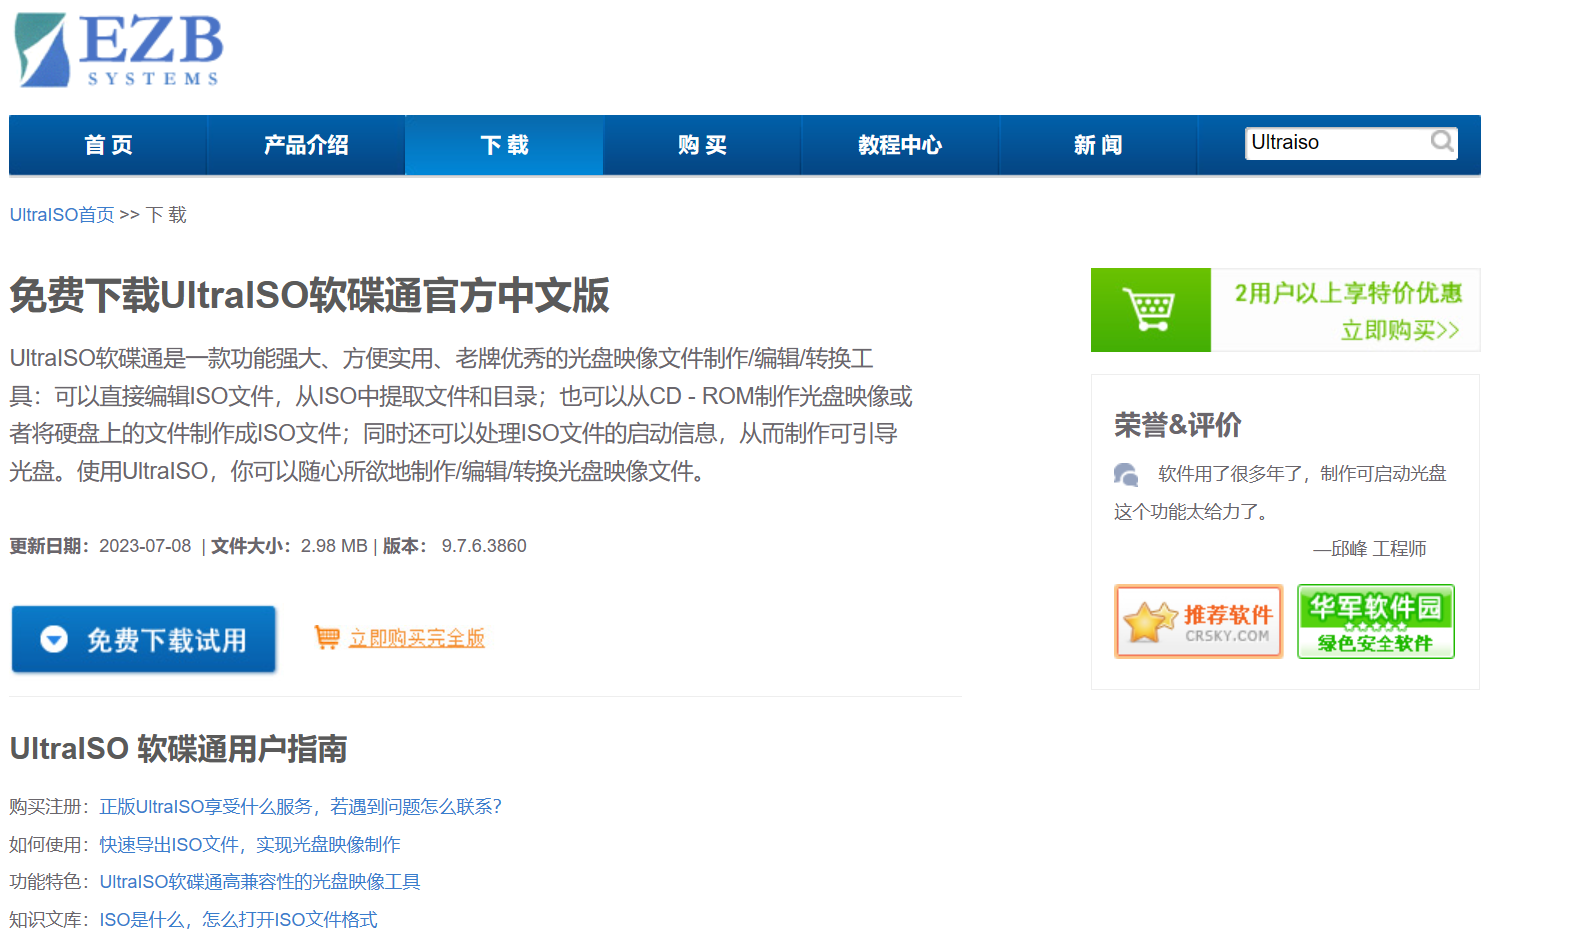 EZB
SYSTEMS
首 页
产品介绍
下 载
购 买
教程中心
新 闻
Ultraiso
UltraISO首页 >> 下 载
免费下载UltraISO软碟通官方中文版
UltraISO软碟通是一款功能强大、方便实用、老牌优秀的光盘映像文件制作/编辑/转换工
具：可以直接编辑ISO文件，从ISO中提取文件和目录；也可以从CD - ROM制作光盘映像或
者将硬盘上的文件制作成ISO文件；同时还可以处理ISO文件的启动信息，从而制作可引导
光盘。使用UltraISO，你可以随心所欲地制作/编辑/转换光盘映像文件。
更新日期：2023-07-08 | 文件大小：2.98 MB | 版本： 9.7.6.3860
免费下载试用
立即购买完全版
2用户以上享特价优惠
立即购买>>
荣誉&评价
软件用了很多年了，制作可启动光盘
这个功能太给力了。
—邱峰 工程师
推荐软件
CRSKY.COM
华军软件园
绿色安全软件
UltraISO 软碟通用户指南
购买注册：正版UltraISO享受什么服务，若遇到问题怎么联系？
如何使用：快速导出ISO文件，实现光盘映像制作
功能特色：UltraISO软碟通高兼容性的光盘映像工具
知识文库：ISO是什么，怎么打开ISO文件格式